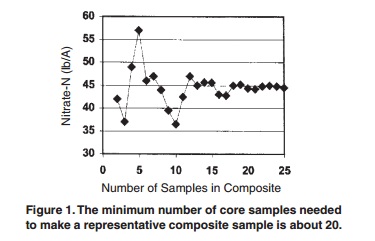 60
55
50
45
40
35
30
Nitrate-N (lb/A)
0 5 10 15 20 25
Number of Samples in Composite
Figure 1. The minimum number of core samples needed
to make a representative composite sample is about 20.